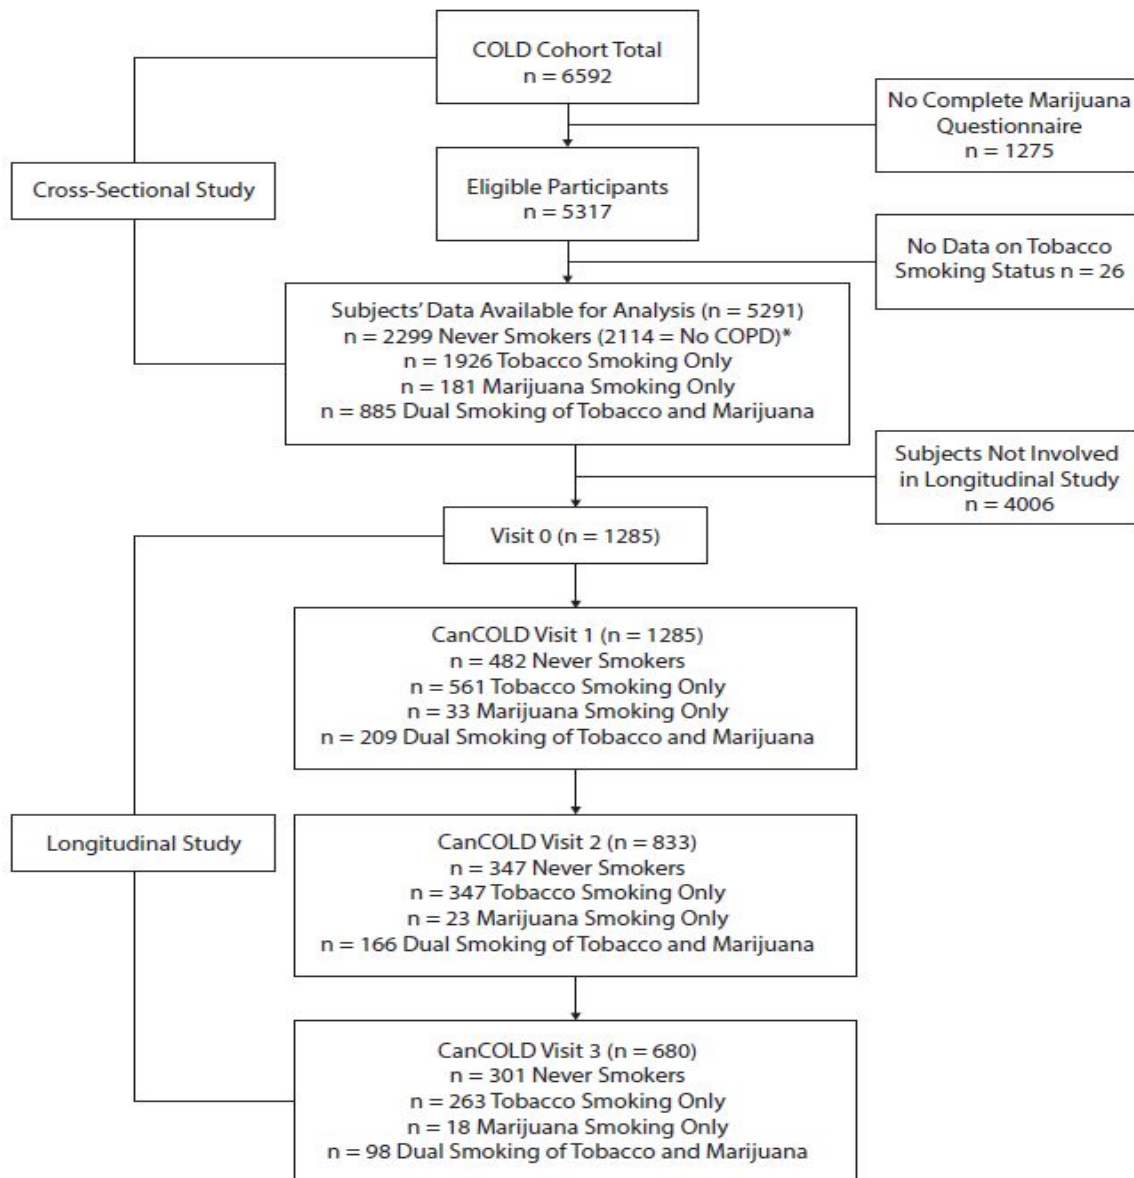 COLD Cohort Total
n = 6592
No Complete Marijuana
Questionnaire
n = 1275
Cross-Sectional Study
Eligible Participants
n = 5317
No Data on Tobacco
Smoking Status n = 26
Subjects’ Data Available for Analysis (n = 5291)
n = 2299 Never Smokers (2114 = No COPD)*
n = 1926 Tobacco Smoking Only
n = 181 Marijuana Smoking Only
n = 885 Dual Smoking of Tobacco and Marijuana
Subjects Not Involved
in Longitudinal Study
n = 4006
Visit 0 (n = 1285)
CanCOLD Visit 1 (n = 1285)
n = 482 Never Smokers
n = 561 Tobacco Smoking Only
n = 33 Marijuana Smoking Only
n = 209 Dual Smoking of Tobacco and Marijuana
Longitudinal Study
CanCOLD Visit 2 (n = 833)
n = 347 Never Smokers
n = 347 Tobacco Smoking Only
n = 23 Marijuana Smoking Only
n = 166 Dual Smoking of Tobacco and Marijuana
CanCOLD Visit 3 (n = 680)
n = 301 Never Smokers
n = 263 Tobacco Smoking Only
n = 18 Marijuana Smoking Only
n = 98 Dual Smoking of Tobacco and Marijuana